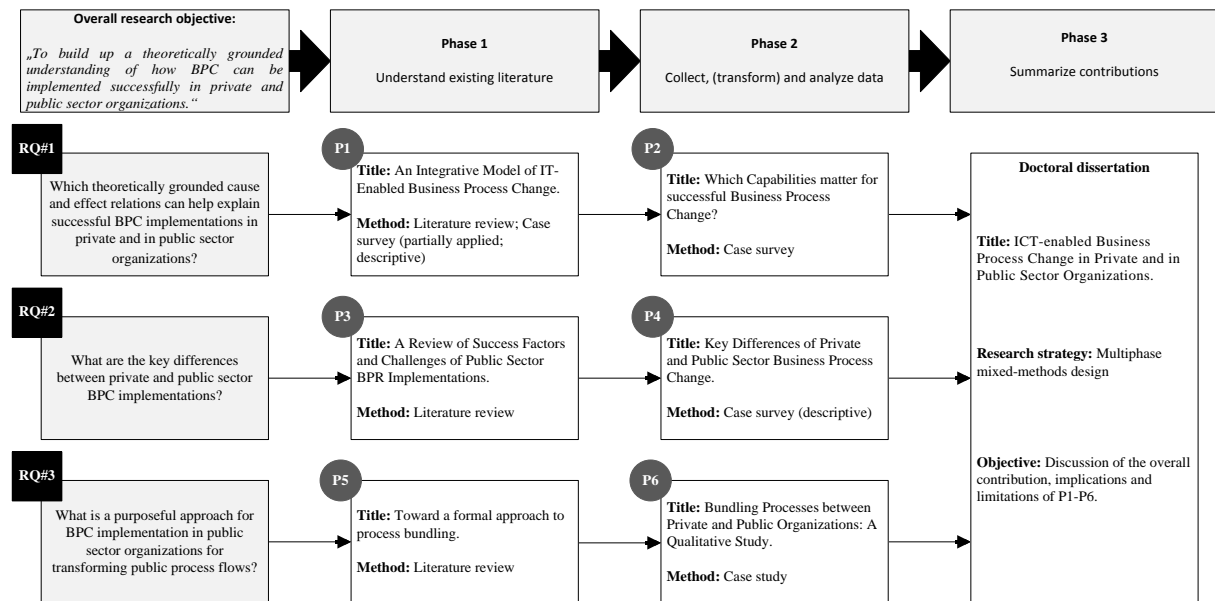 Overall research objective:
„To build up a theoretically grounded
understanding of how BPC can be
implemented successfully in private and
public sector organizations.“
Phase 1
Understand existing literature
Phase 2
Collect, (transform) and analyze data
Phase 3
Summarize contributions
RQ#1
Which theoretically grounded cause
and effect relations can help explain
successful BPC implementations in
private and in public sector
organizations?
P1
Title: An Integrative Model of IT-
Enabled Business Process Change.
Method: Literature review; Case
survey (partially applied;
descriptive)
P2
Title: Which Capabilities matter for
successful Business Process
Change?
Method: Case survey
RQ#2
What are the key differences
between private and public sector
BPC implementations?
P3
Title: A Review of Success Factors
and Challenges of Public Sector
BPR Implementations.
Method: Literature review
P4
Title: Key Differences of Private
and Public Sector Business Process
Change.
Method: Case survey (descriptive)
RQ#3
What is a purposeful approach for
BPC implementation in public
sector organizations for
transforming public process flows?
P5
Title: Toward a formal approach to
process bundling.
Method: Literature review
P6
Title: Bundling Processes between
Private and Public Organizations: A
Qualitative Study.
Method: Case study
Doctoral dissertation
Title: ICT-enabled Business
Process Change in Private and in
Public Sector Organizations.
Research strategy: Multiphase
mixed-methods design
Objective: Discussion of the overall
contribution, implications and
limitations of P1-P6.